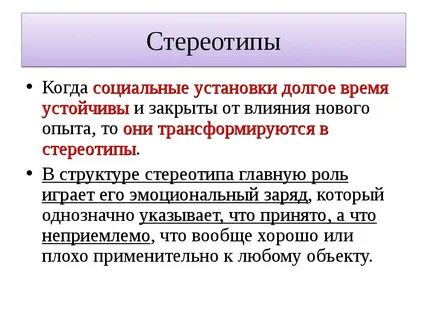 Стереотипы
• Когда социальные установки долгое время
устойчивы и закрыты от влияния нового
опыта, то они трансформируются в
стереотипы.
• В структуре стереотипа главную роль
играет его эмоциональный заряд, который
однозначно указывает, что принято, а что
неприемлемо, что вообще хорошо или
плохо применительно к любому объекту.